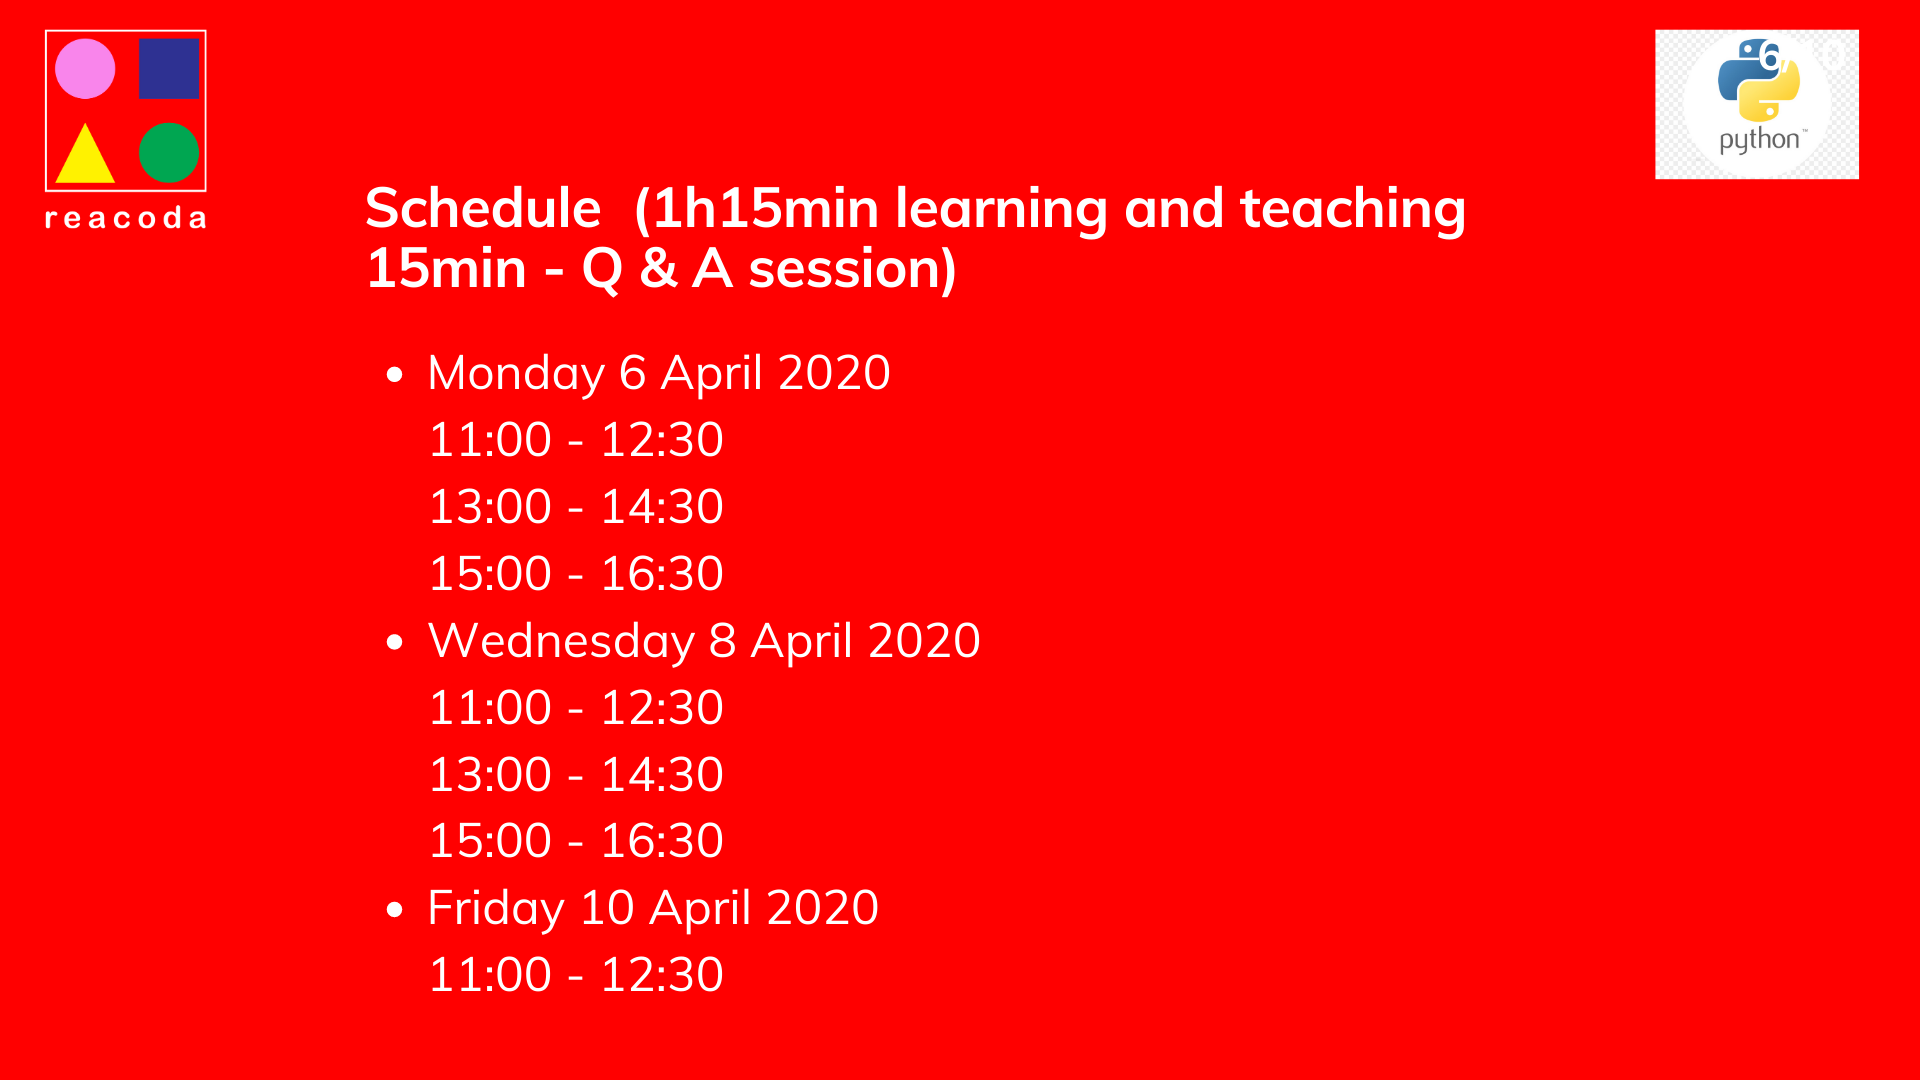 reacoda
python™
Schedule  (1h15min learning and teaching
15min - Q & A session)
Monday 6 April 2020
11:00 - 12:30
13:00 - 14:30
15:00 - 16:30
Wednesday 8 April 2020
11:00 - 12:30
13:00 - 14:30
15:00 - 16:30
Friday 10 April 2020
11:00 - 12:30